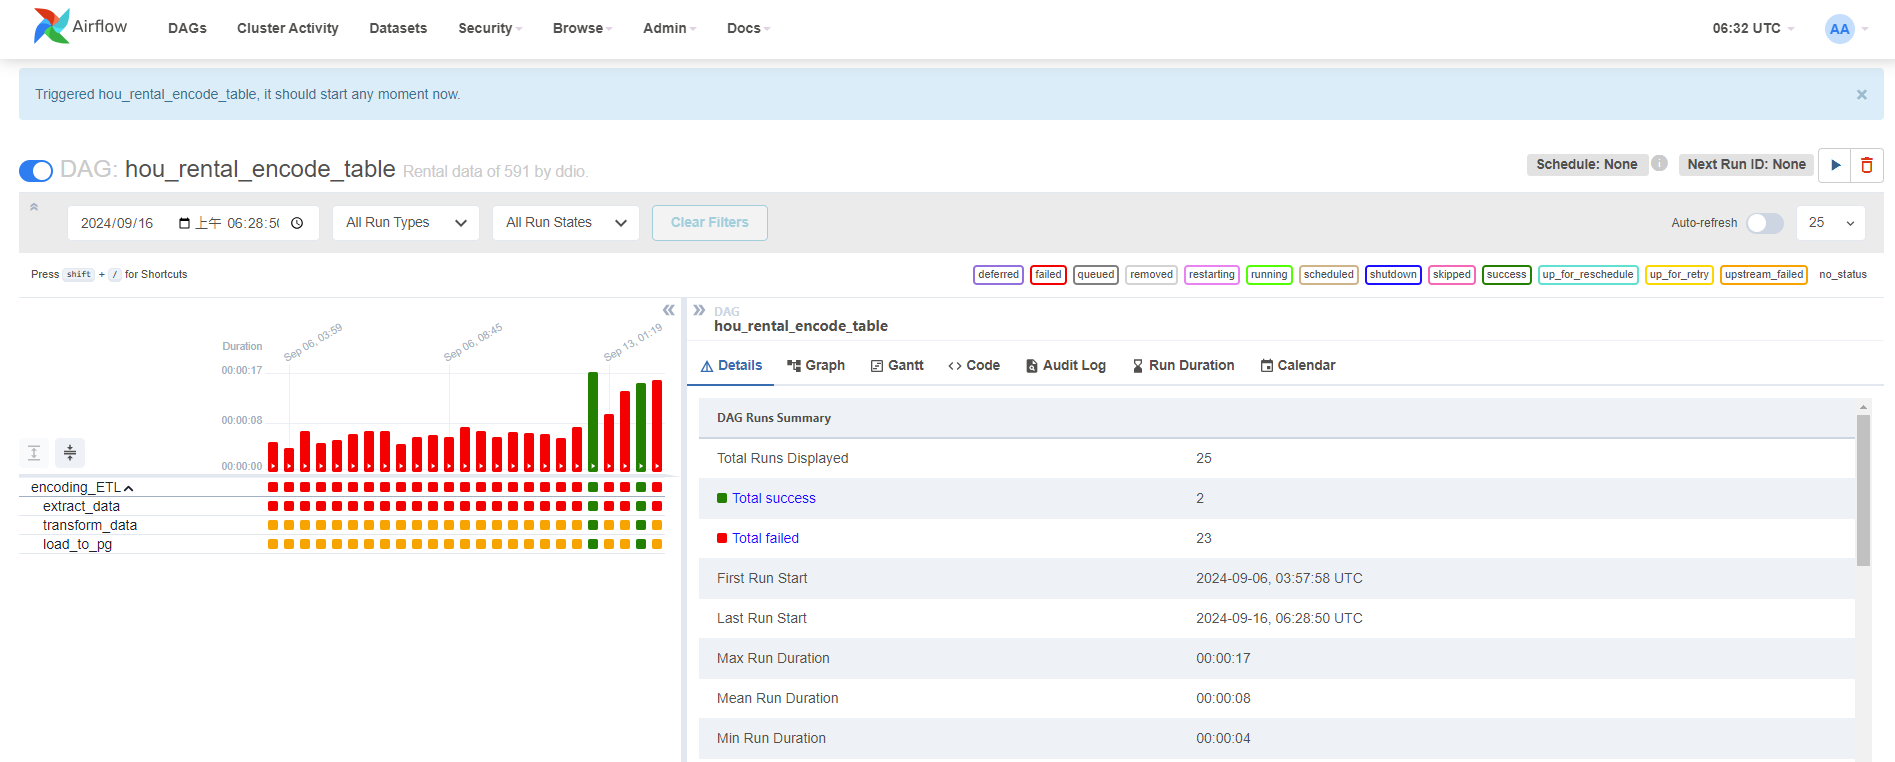 Airflow DAGs Cluster Activity Datasets Security Browse Admin Docs 06:32 UTC AA
Triggered hou_rental_encode_table, it should start any moment now. ×
DAG: hou_rental_encode_table Rental data of 591 by ddio. Schedule: None i Next Run ID: None
2024/09/16 上午 06:28:50 All Run Types All Run States Clear Filters Auto-refresh 25
Press shift + / for Shortcuts deferred failed queued removed restarting running scheduled shutdown skipped success up_for_reschedule up_for_retry upstream_failed no_status
Duration
Sep 06, 03:59 Sep 06, 08:45 Sep 13, 01:19
00:00:17
00:00:08
00:00:00
encoding_ETL
extract_data
transform_data
load_to_pg
DAG
hou_rental_encode_table
Details Graph Gantt <> Code Audit Log Run Duration Calendar
DAG Runs Summary
Total Runs Displayed 25
Total success 2
Total failed 23
First Run Start 2024-09-06, 03:57:58 UTC
Last Run Start 2024-09-16, 06:28:50 UTC
Max Run Duration 00:00:17
Mean Run Duration 00:00:08
Min Run Duration 00:00:04